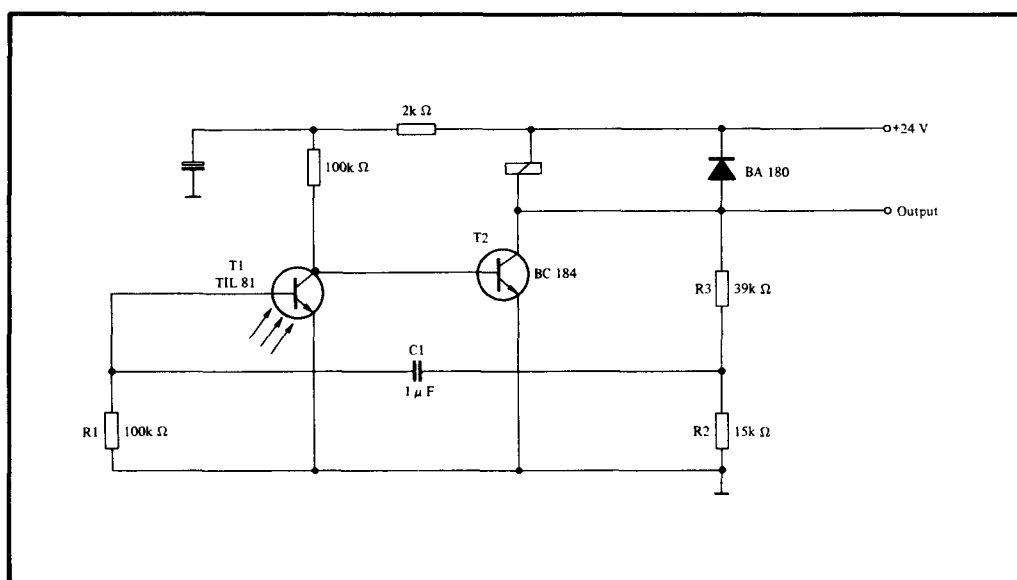 2k Ω
+24 V
100k Ω
BA 180
Output
T1
TIL 81
T2
BC 184
R3
39k Ω
C1
1 μ F
R1
100k Ω
R2
15k Ω